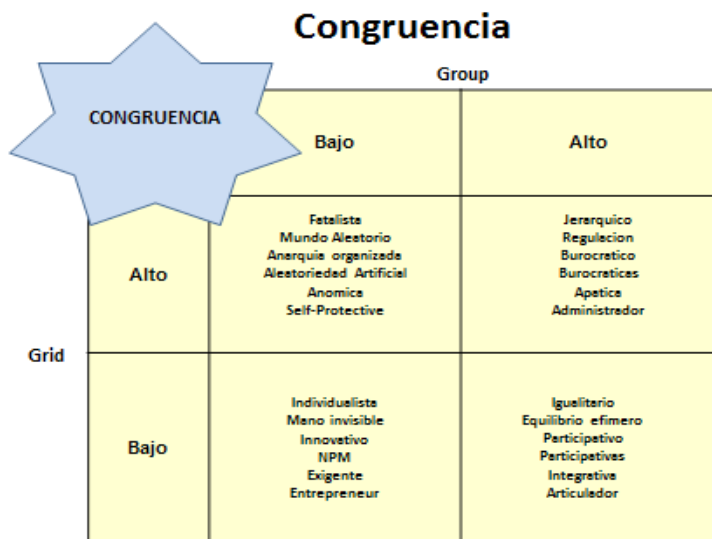 Congruencia
Group
CONGRUENCIA
Bajo
Alto
Alto
Fatalista
Mundo Aleatorio
Anarquia organizada
Aleatoriedad Artificial
Anomica
Self-Protective
Jerarquico
Regulacion
Burocratico
Burocraticas
Apatica
Administrador
Grid
Bajo
Individualista
Mano invisible
Innovativo
NPM
Exigente
Entrepreneur
Igualitario
Equilibrio efimero
Participativo
Participativas
Integrativa
Articulador